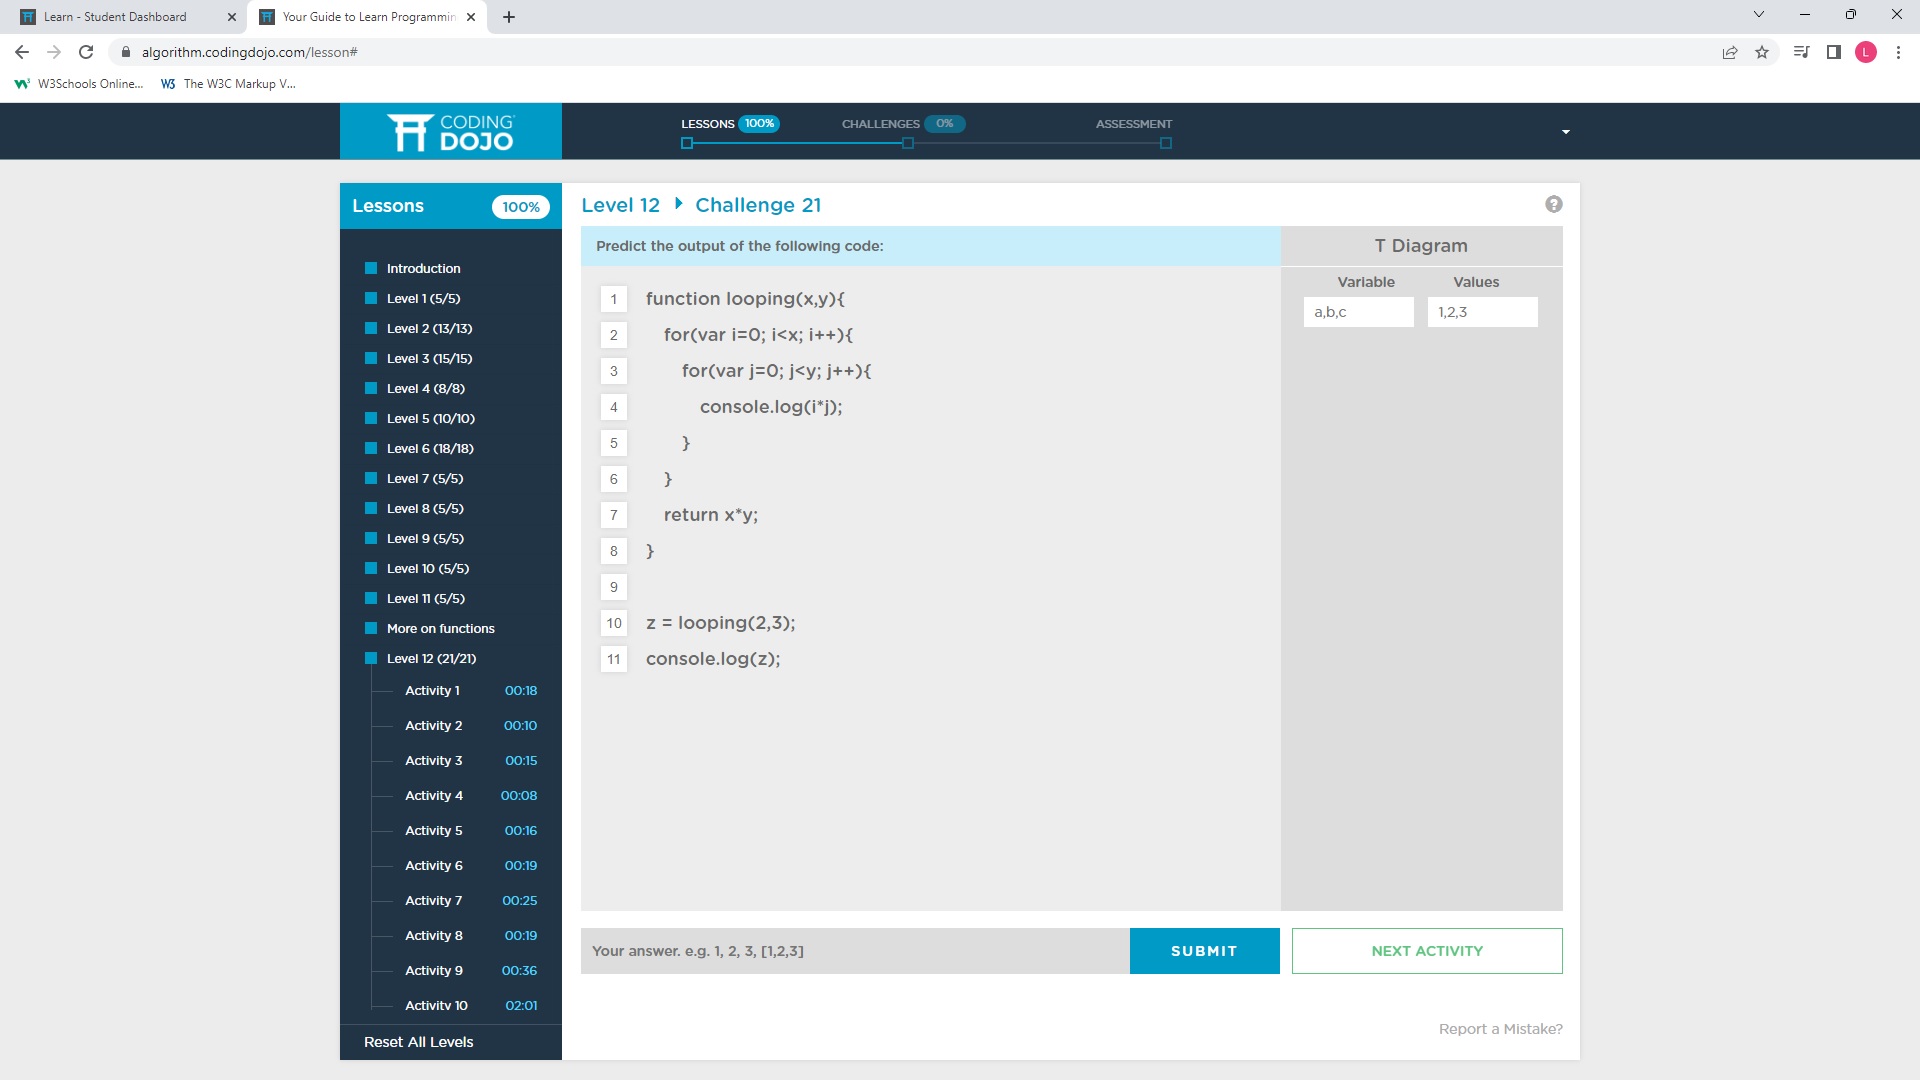 Learn - Student Dashboard
Your Guide to Learn Programmin
algorithm.codingdojo.com/lesson#
L
W3Schools Online...
W3 The W3C Markup V...
CODING
DOJO
LESSONS 100%
CHALLENGES 0%
ASSESSMENT
Lessons 100%
Introduction
Level 1 (5/5)
Level 2 (13/13)
Level 3 (15/15)
Level 4 (8/8)
Level 5 (10/10)
Level 6 (18/18)
Level 7 (5/5)
Level 8 (5/5)
Level 9 (5/5)
Level 10 (5/5)
Level 11 (5/5)
More on functions
Level 12 (21/21)
Activity 1 00:18
Activity 2 00:10
Activity 3 00:15
Activity 4 00:08
Activity 5 00:16
Activity 6 00:19
Activity 7 00:25
Activity 8 00:19
Activity 9 00:36
Activity 10 02:01
Reset All Levels
Level 12 Challenge 21
?
Predict the output of the following code:
1 function looping(x,y){
2 for(var i=0; i<x; i++){
3 for(var j=0; j<y; j++){
4 console.log(i*j);
5 }
6 }
7 return x*y;
8 }
9
10 z = looping(2,3);
11 console.log(z);
T Diagram
Variable Values
a,b,c 1,2,3
Your answer. e.g. 1, 2, 3, [1,2,3]
SUBMIT
NEXT ACTIVITY
Report a Mistake?